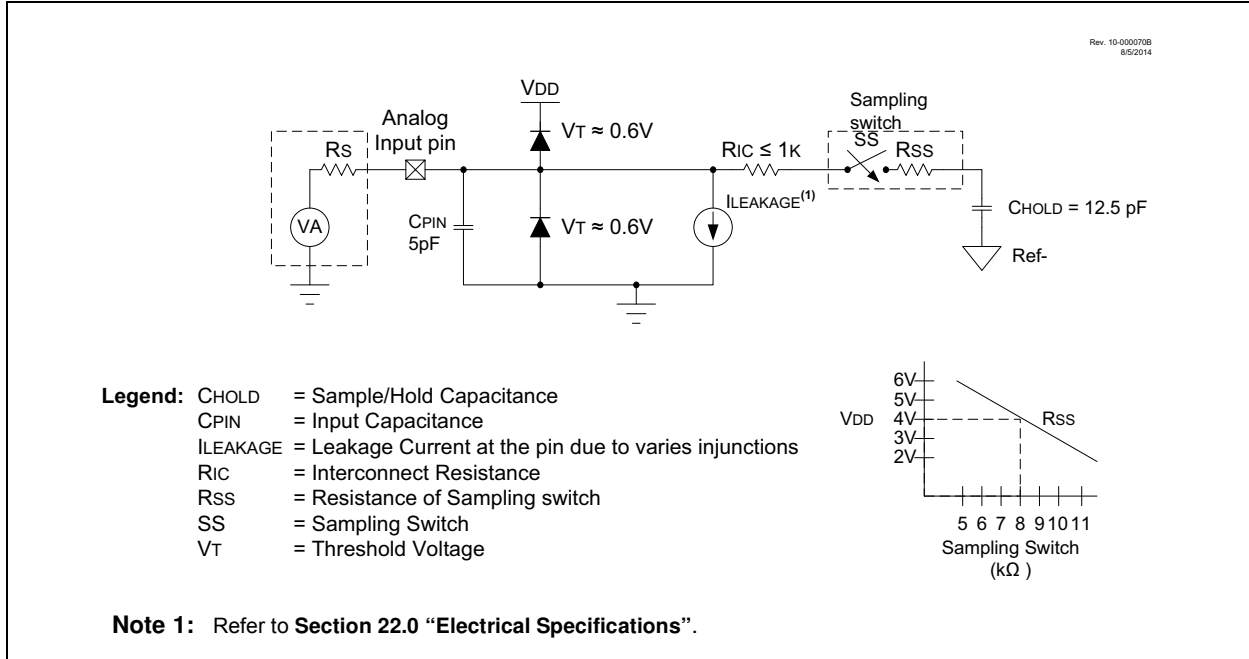 Rev. 10-000070B
8/5/2014
VDD
Analog
Input pin
VT ≈ 0.6V
Sampling
switch
SS
RS
RIC ≤ 1K
RSS
VA
CPIN
5pF
VT ≈ 0.6V
ILEAKAGE(1)
CHOLD = 12.5 pF
Ref-
Legend: CHOLD = Sample/Hold Capacitance
CPIN = Input Capacitance
ILEAKAGE = Leakage Current at the pin due to varies injunctions
RIC = Interconnect Resistance
RSS = Resistance of Sampling switch
SS = Sampling Switch
VT = Threshold Voltage
6V
5V
VDD 4V RSS
3V
2V
5 6 7 8 9 10 11
Sampling Switch
(kΩ )
Note 1: Refer to Section 22.0 “Electrical Specifications”.